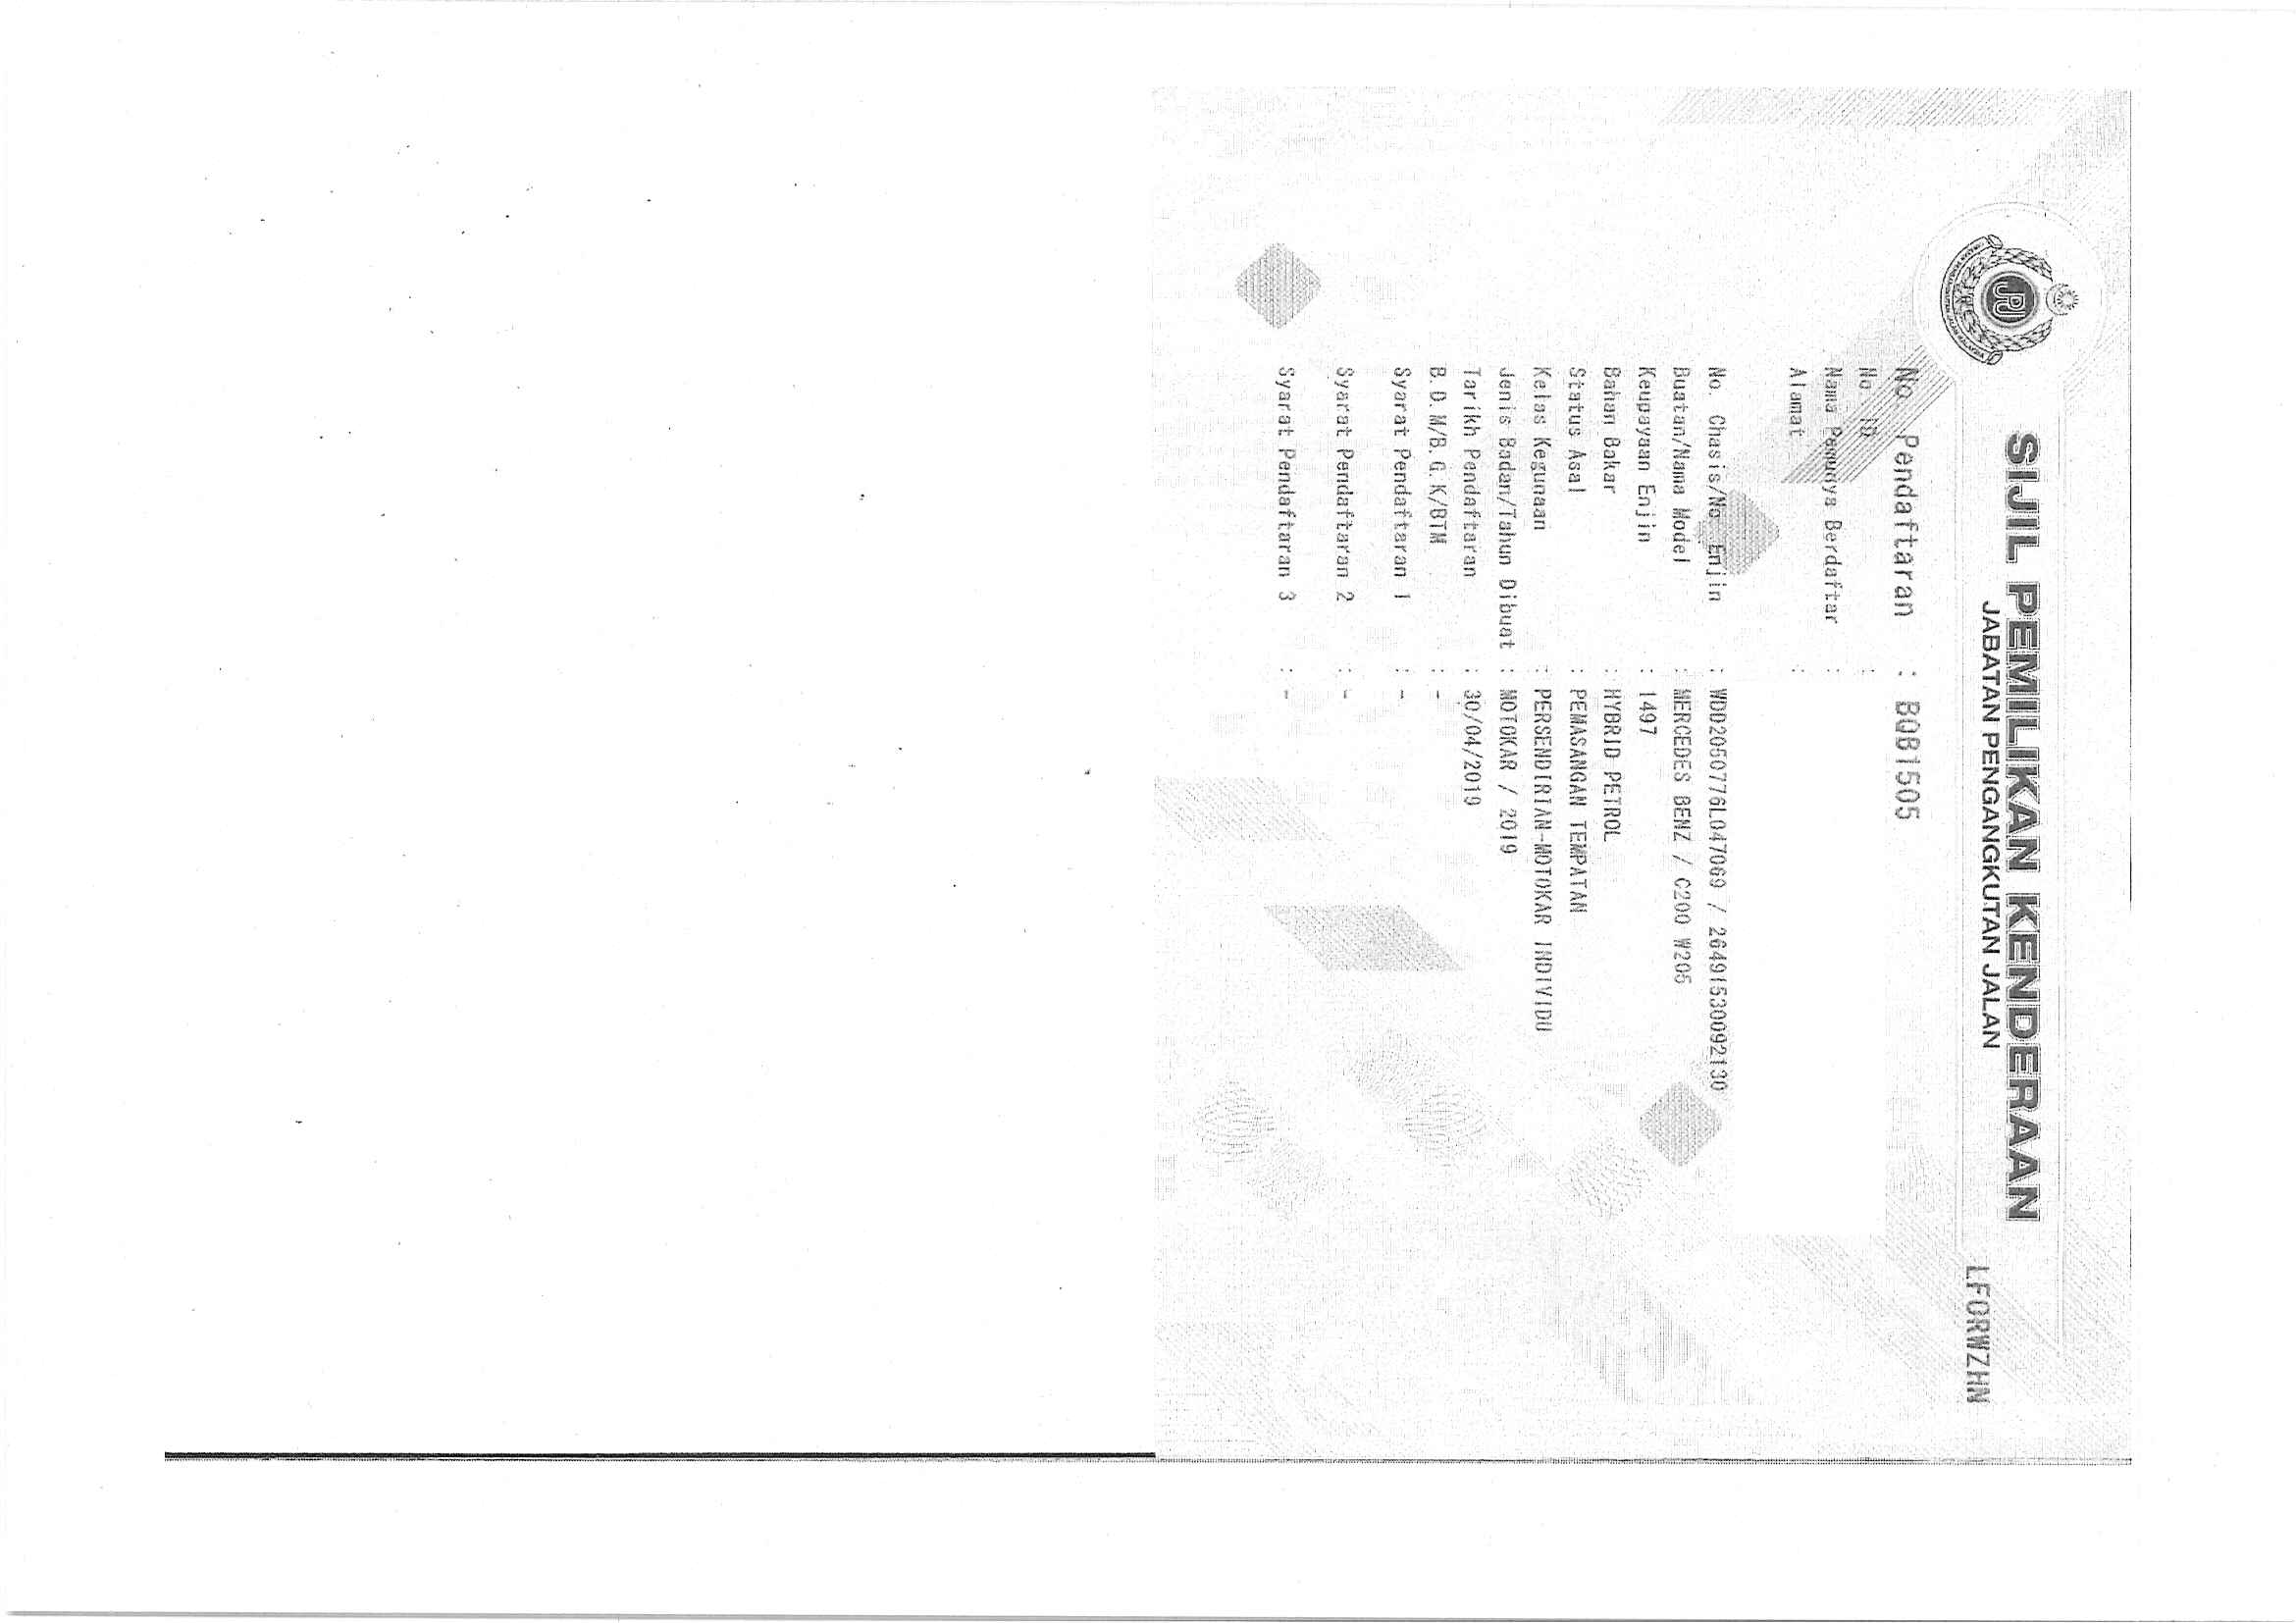 SIJIL PEMILIKAN KENDERAAN
JABATAN PENGANGKUTAN JALAN
LFORWZHN
No. Pendaftaran : BQB1505
No. ID :
Nama Pemunya Berdaftar :
Alamat :
No. Chasis/No. Enjin : WDD2050776L047069 / 26491530092130
Buatan/Nama Model : MERCEDES BENZ / C200 W205
Keupayaan Enjin : 1497
Bahan Bakar : HYBRID PETROL
Status Asal : PEMASANGAN TEMPATAN
Kelas Kegunaan : PERSENDIRIAN-MOTOKAR INDIVIDU
Jenis Badan/Tahun Dibuat : MOTOKAR / 2019
Tarikh Pendaftaran : 30/04/2019
B.D.M/B.G.K/BTM : -
Syarat Pendaftaran 1 : -
Syarat Pendaftaran 2 : -
Syarat Pendaftaran 3 : -